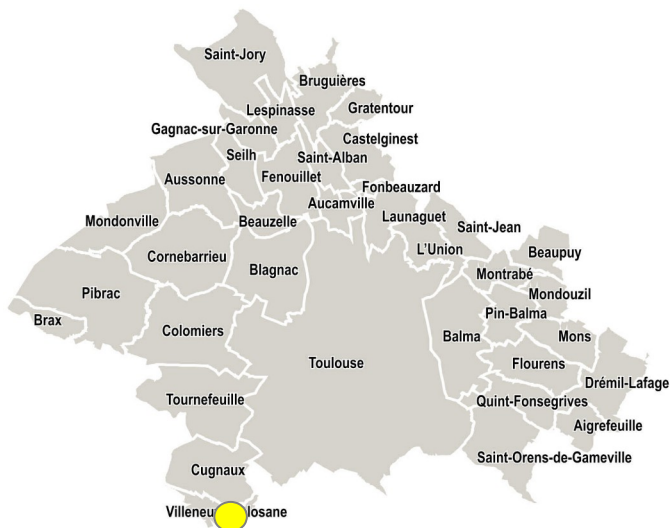 Saint-Jory
Bruguières
Lespinasse
Gratentour
Gagnac-sur-Garonne
Castelginest
Seilh
Saint-Alban
Aussonne
Fenouillet
Fonbeauzard
Aucamville
Mondonville
Beauzelle
Launaguet
Saint-Jean
L'Union
Beaupuy
Cornebarrieu
Blagnac
Montrabé
Pibrac
Mondouzil
Brax
Pin-Balma
Colomiers
Balma
Mons
Toulouse
Flourens
Drémil-Lafage
Tournefeuille
Quint-Fonsegrives
Aigrefeuille
Saint-Orens-de-Gameville
Cugnaux